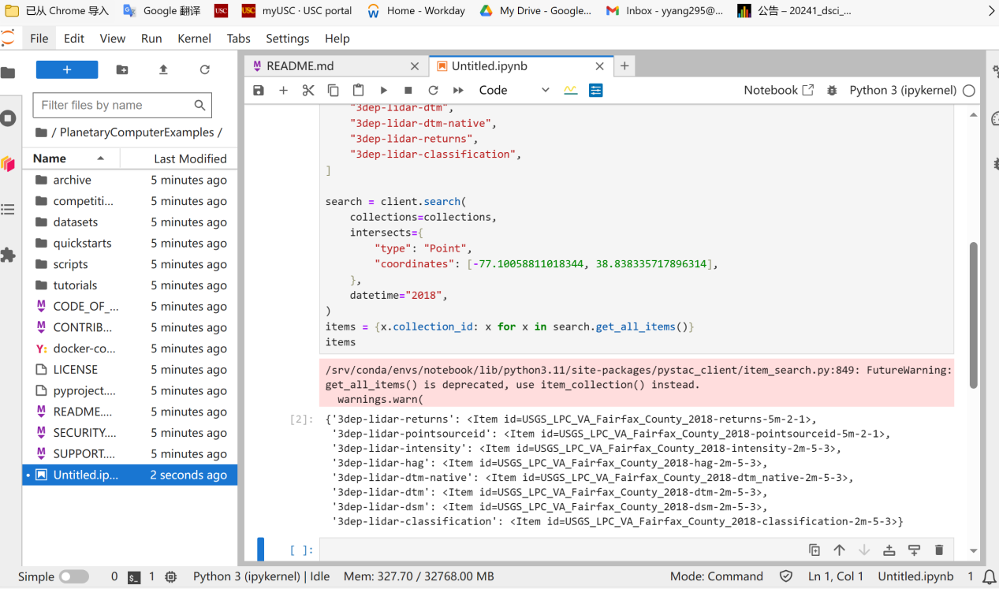 已从 Chrome 导入 Google 翻译 USC USC myUSC · USC portal Home - Workday My Drive - Google... Inbox - yyang295@... 公告 – 20241_dsci_...
File Edit View Run Kernel Tabs Settings Help
README.md Untitled.ipynb
Code Notebook Python 3 (ipykernel)
Filter files by name
/ PlanetaryComputerExamples /
Name Last Modified
archive 5 minutes ago
competiti... 5 minutes ago
datasets 5 minutes ago
quickstarts 5 minutes ago
scripts 5 minutes ago
tutorials 5 minutes ago
CODE_OF_... 5 minutes ago
CONTRIB... 5 minutes ago
Y: docker-co... 5 minutes ago
LICENSE 5 minutes ago
pyproject.... 5 minutes ago
README.... 5 minutes ago
SECURITY.... 5 minutes ago
SUPPORT.... 5 minutes ago
Untitled.ip... 2 seconds ago
"3dep-lidar-dtm",
"3dep-lidar-dtm-native",
"3dep-lidar-returns",
"3dep-lidar-classification",
]
search = client.search(
collections=collections,
intersects={
"type": "Point",
"coordinates": [-77.10058811018344, 38.838335717896314],
},
datetime="2018",
)
items = {x.collection_id: x for x in search.get_all_items()}
items
/srv/conda/envs/notebook/lib/python3.11/site-packages/pystac_client/item_search.py:849: FutureWarning:
get_all_items() is deprecated, use item_collection() instead.
warnings.warn(
[2]: {'3dep-lidar-returns': <Item id=USGS_LPC_VA_Fairfax_County_2018-returns-5m-2-1>,
'3dep-lidar-pointsourceid': <Item id=USGS_LPC_VA_Fairfax_County_2018-pointsourceid-5m-2-1>,
'3dep-lidar-intensity': <Item id=USGS_LPC_VA_Fairfax_County_2018-intensity-2m-5-3>,
'3dep-lidar-hag': <Item id=USGS_LPC_VA_Fairfax_County_2018-hag-2m-5-3>,
'3dep-lidar-dtm-native': <Item id=USGS_LPC_VA_Fairfax_County_2018-dtm_native-2m-5-3>,
'3dep-lidar-dtm': <Item id=USGS_LPC_VA_Fairfax_County_2018-dtm-2m-5-3>,
'3dep-lidar-dsm': <Item id=USGS_LPC_VA_Fairfax_County_2018-dsm-2m-5-3>,
'3dep-lidar-classification': <Item id=USGS_LPC_VA_Fairfax_County_2018-classification-2m-5-3>}
[ ]:
Simple 0 1 Python 3 (ipykernel) | Idle Mem: 327.70 / 32768.00 MB Mode: Command Ln 1, Col 1 Untitled.ipynb 1